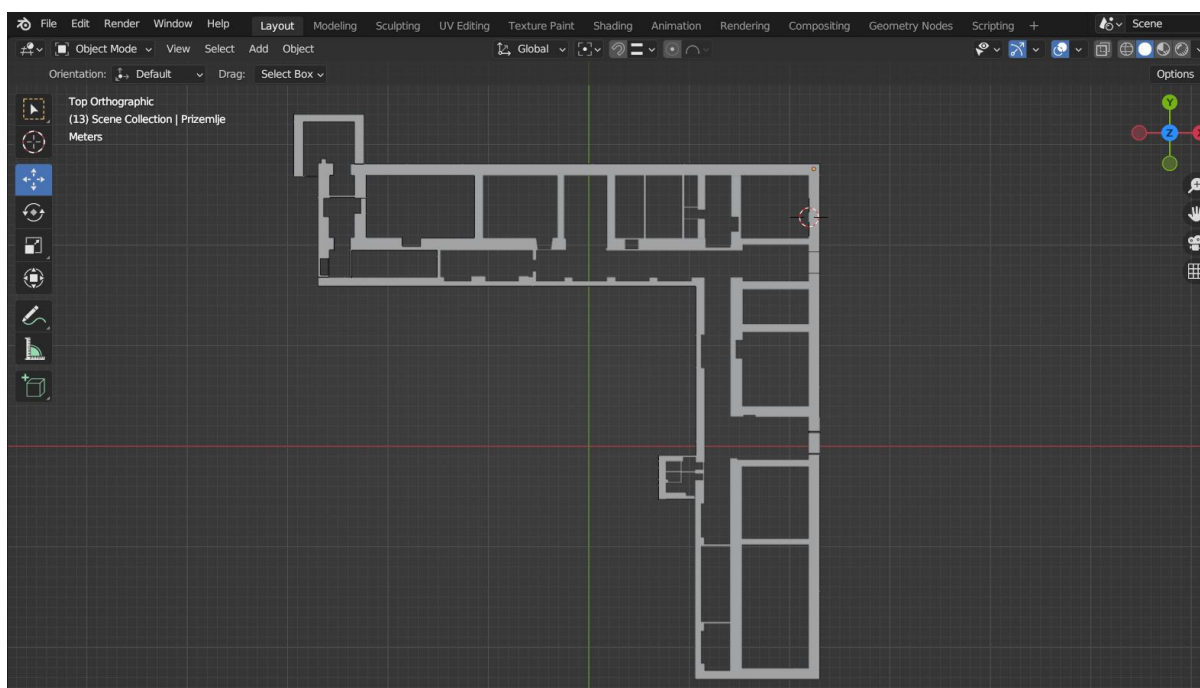 File Edit Render Window Help Layout Modeling Sculpting UV Editing Texture Paint Shading Animation Rendering Compositing Geometry Nodes Scripting + Scene
Object Mode View Select Add Object Global
Orientation: Default Drag: Select Box Options
Top Orthographic
(13) Scene Collection | Prizemlje
Meters
Y
Z